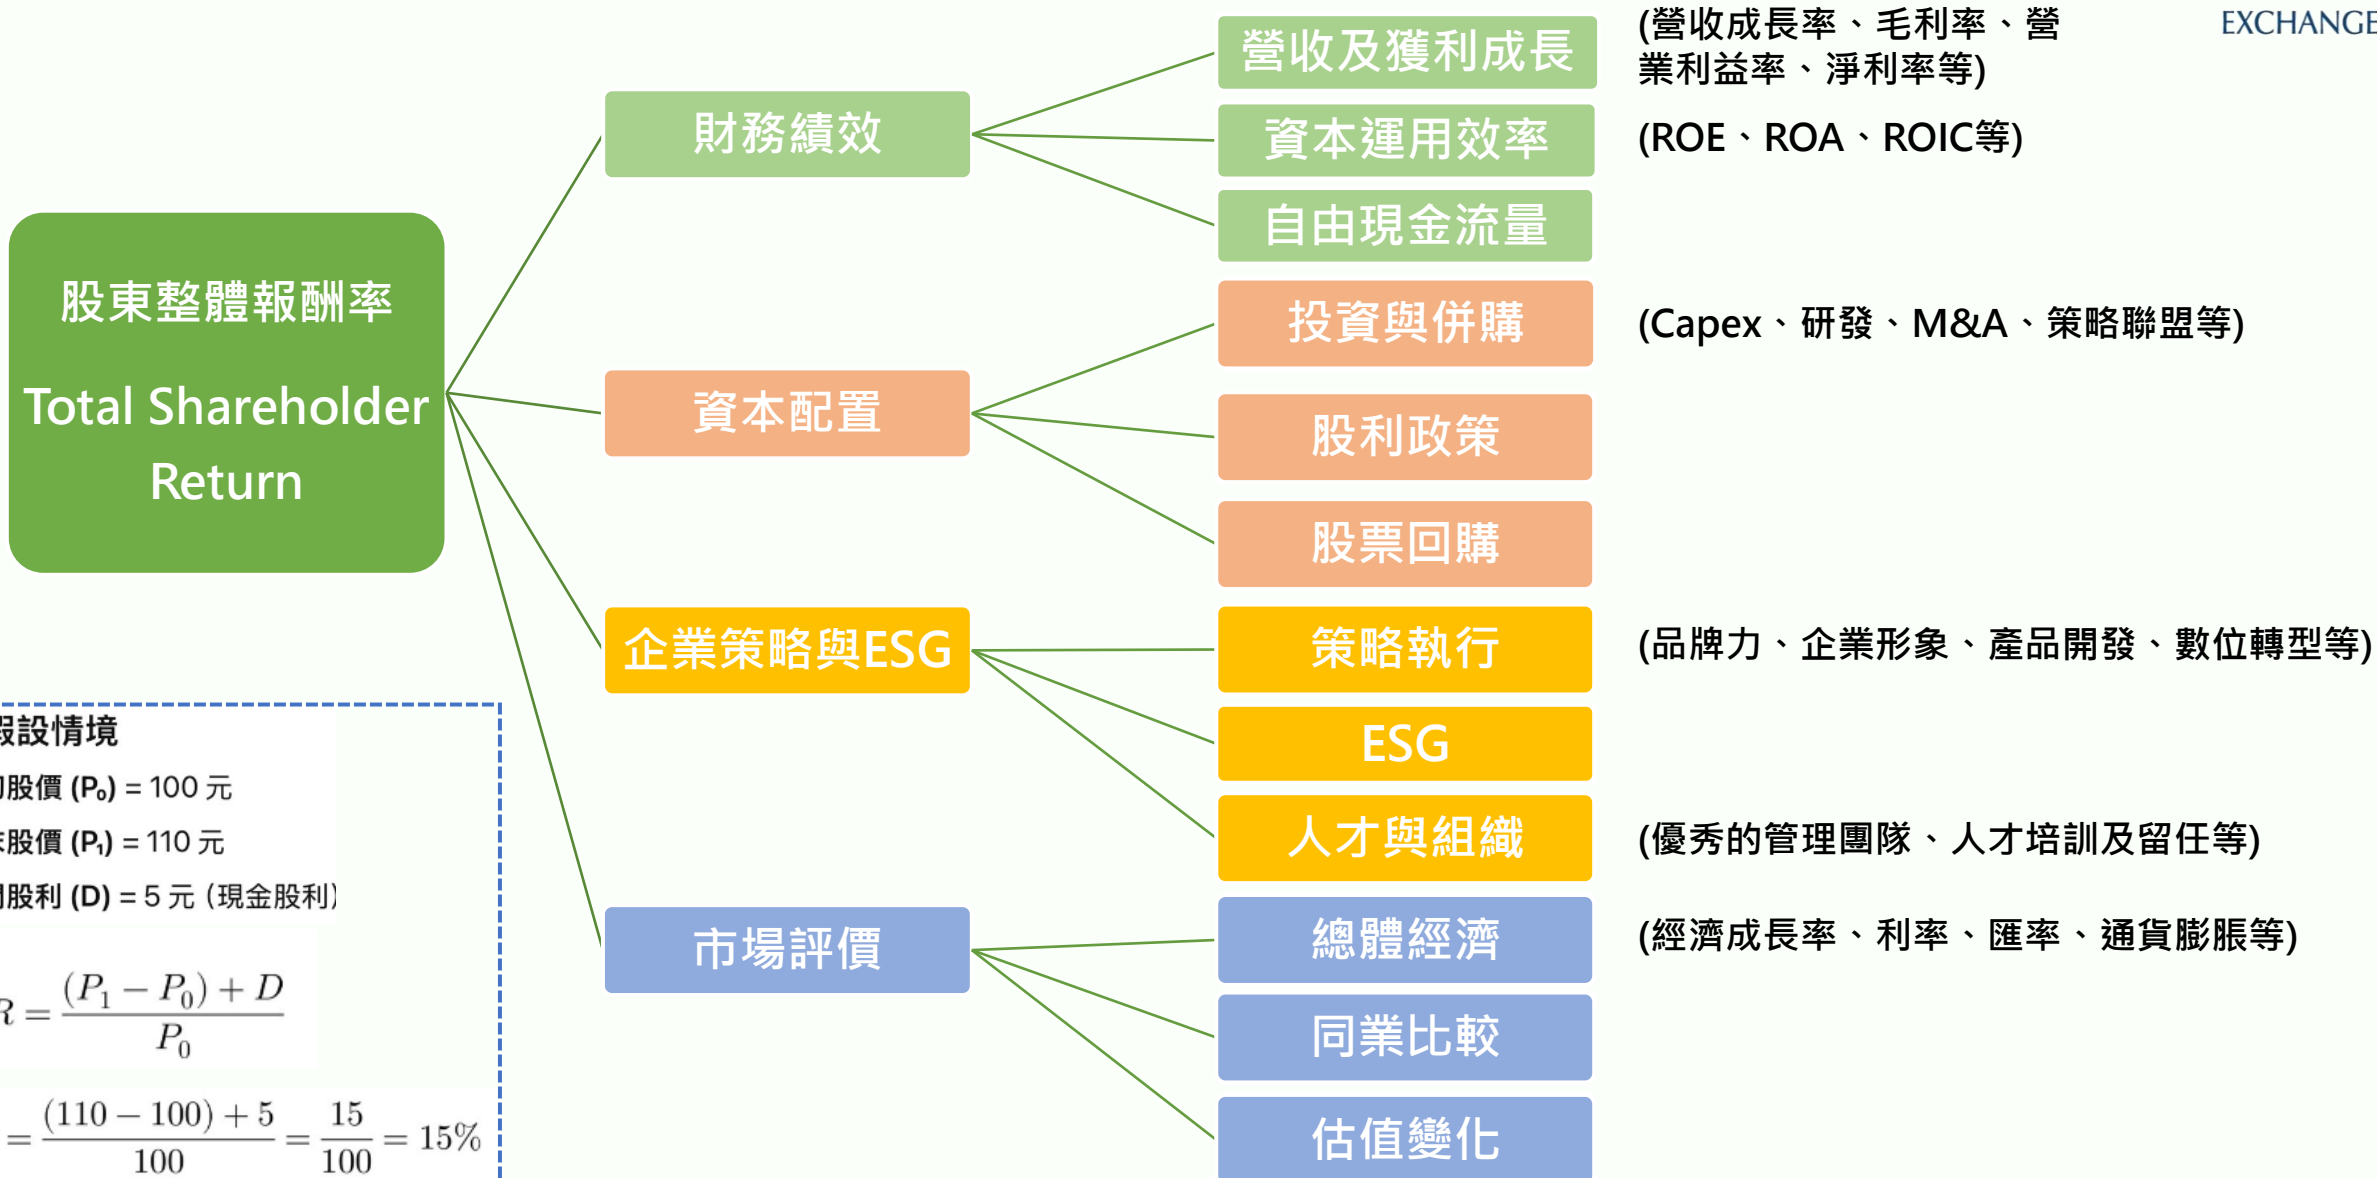 EXCHANGE
股東整體報酬率
Total Shareholder
Return
財務績效
營收及獲利成長
(營收成長率、毛利率、營
業利益率、淨利率等)
資本運用效率
(ROE、ROA、ROIC等)
自由現金流量
資本配置
投資與併購
(Capex、研發、M&A、策略聯盟等)
股利政策
股票回購
企業策略與ESG
策略執行
(品牌力、企業形象、產品開發、數位轉型等)
ESG
人才與組織
(優秀的管理團隊、人才培訓及留任等)
市場評價
總體經濟
(經濟成長率、利率、匯率、通貨膨脹等)
同業比較
估值變化
假設情境
股價 (P₀) = 100 元
股價 (P₁) = 110 元
股利 (D) = 5 元 (現金股利)
R = \frac{(P_1 - P_0) + D}{P_0}
= \frac{(110 - 100) + 5}{100} = \frac{15}{100} = 15%